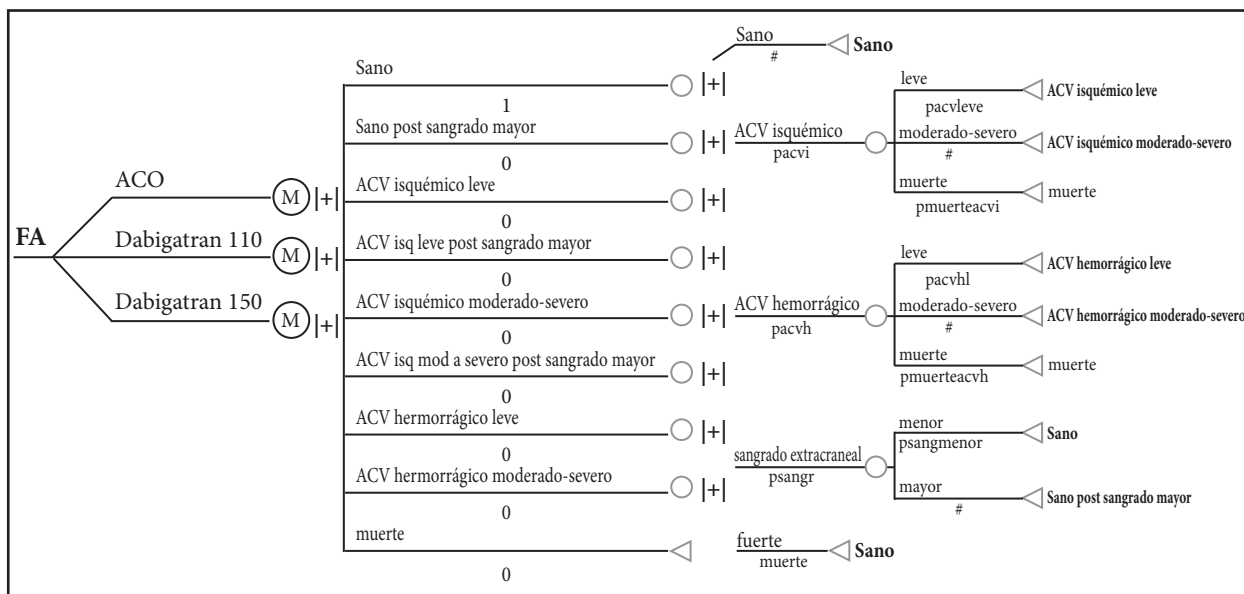 FA
ACO
Dabigatran 110
Dabigatran 150
M
|+|
M
|+|
M
|+|
Sano
1
|+|
Sano post sangrado mayor
0
|+|
ACV isquémico leve
0
|+|
ACV isq leve post sangrado mayor
0
|+|
ACV isquémico moderado-severo
0
|+|
ACV isq mod a severo post sangrado mayor
0
|+|
ACV hermorrágico leve
0
|+|
ACV hermorrágico moderado-severo
0
|+|
muerte
0
Sano
#
Sano
ACV isquémico
pacvi
leve
pacvleve
ACV isquémico leve
moderado-severo
#
ACV isquémico moderado-severo
muerte
pmuerteacvi
muerte
ACV hemorrágico
pacvh
leve
pacvhl
ACV hemorrágico leve
moderado-severo
#
ACV hemorrágico moderado-severo
muerte
pmuerteacvh
muerte
sangrado extracraneal
psangr
menor
psangmenor
Sano
mayor
#
Sano post sangrado mayor
fuerte
muerte
Sano